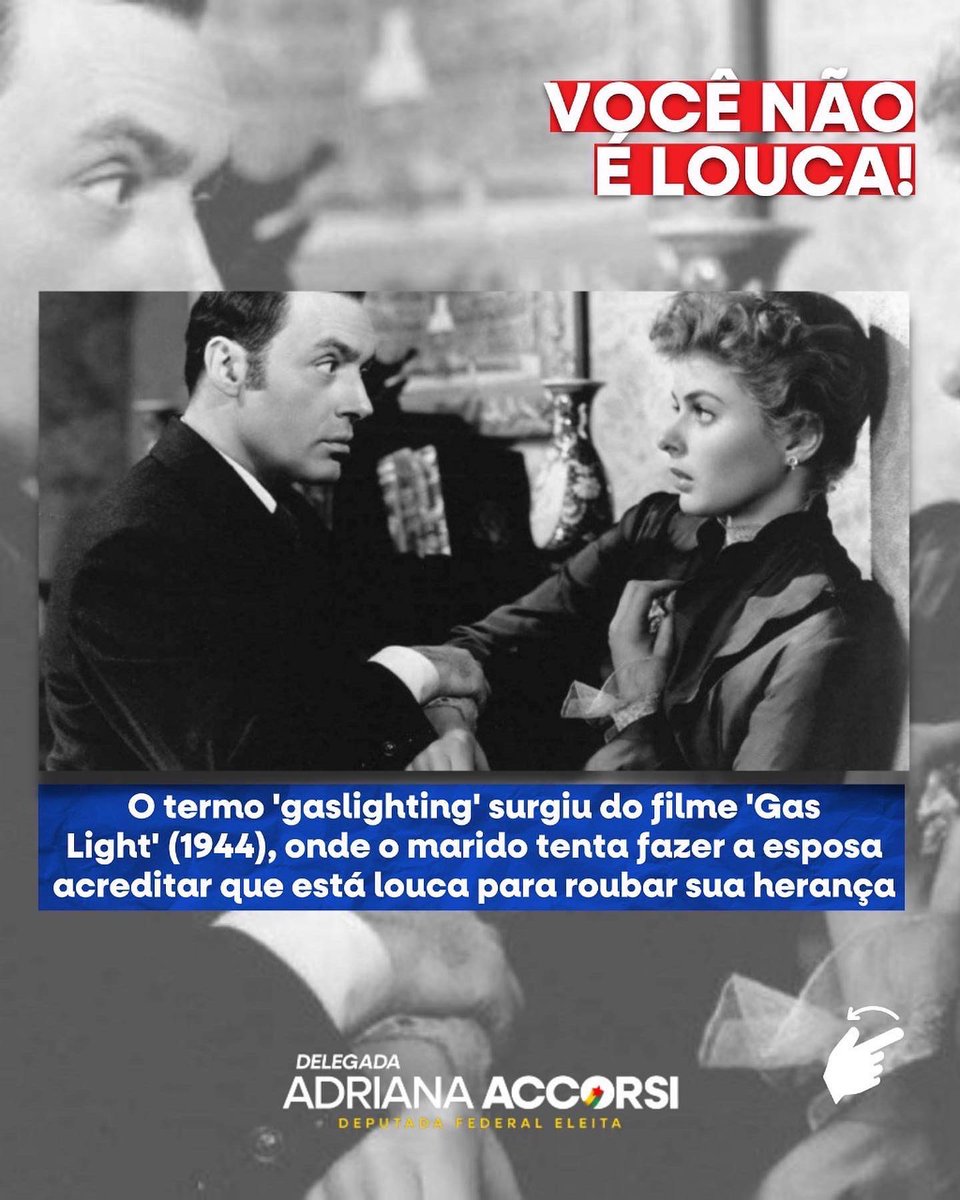 VOCÊ NÃO
É LOUCA!
O termo 'gaslighting' surgiu do filme 'Gas
Light' (1944), onde o marido tenta fazer a esposa
acreditar que está louca para roubar sua herança
DELEGADA
ADRIANA ACCORSI
DEPUTADA FEDERAL ELEITA